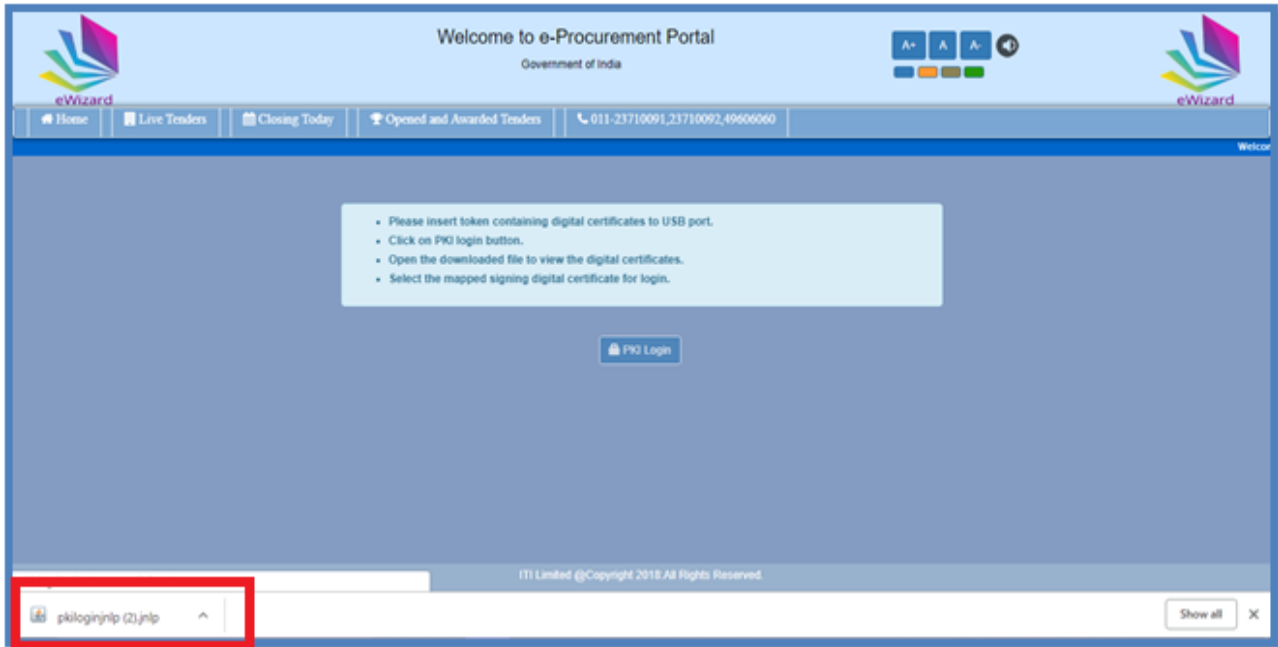 Welcome to e-Procurement Portal
Government of India
A+ A A-
eWizard
eWizard
Home Live Tenders Closing Today Opened and Awarded Tenders 011-23710091,23710092,49606060
Welcor
Please insert token containing digital certificates to USB port.
Click on PKI login button.
Open the downloaded file to view the digital certificates.
Select the mapped signing digital certificate for login.
PKI Login
ITI Limited @Copyright 2018 All Rights Reserved.
pkiloginjnlp (2).jnlp
Show all